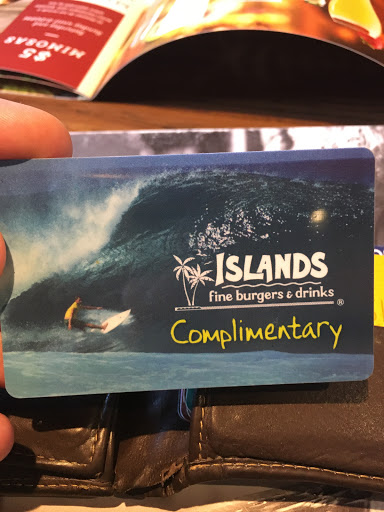 $5
MIMOSAS
ISLANDS
fine burgers & drinks
®
Complimentary